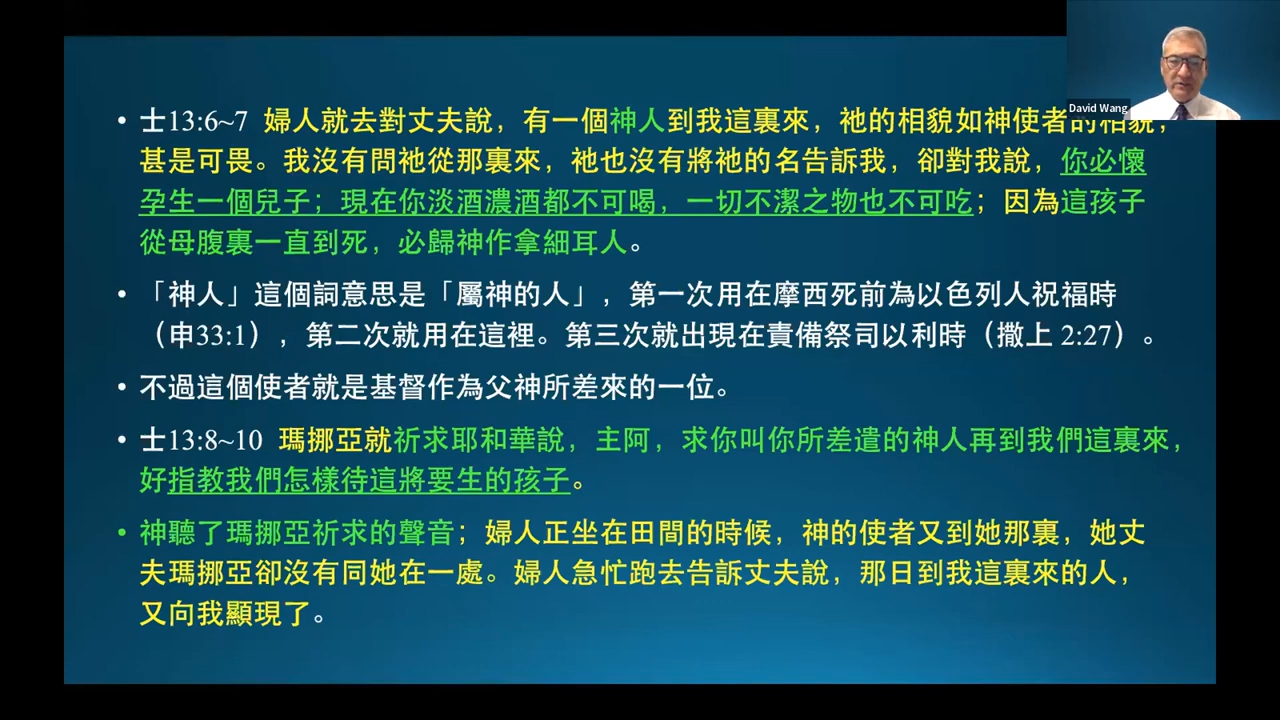 David Wang
• 士13:6~7 婦人就去對丈夫說，有一個神人到我這裏來，祂的相貌如神使者的相貌，
甚是可畏。我沒有問祂從那裏來，祂也沒有將祂的名告訴我，卻對我說，你必懷
孕生一個兒子；現在你淡酒濃酒都不可喝，一切不潔之物也不可吃；因為這孩子
從母腹裏一直到死，必歸神作拿細耳人。
• 「神人」這個詞意思是「屬神的人」，第一次用在摩西死前為以色列人祝福時
（申33:1），第二次就用在這裡。第三次就出現在責備祭司以利時（撒上 2:27）。
• 不過這個使者就是基督作為父神所差來的一位。
• 士13:8~10 瑪挪亞就祈求耶和華說，主阿，求你叫你所差遣的神人再到我們這裏來，
好指教我們怎樣待這將要生的孩子。
• 神聽了瑪挪亞祈求的聲音；婦人正坐在田間的時候，神的使者又到她那裏，她丈
夫瑪挪亞卻沒有同她在一處。婦人急忙跑去告訴丈夫說，那日到我這裏來的人，
又向我顯現了。